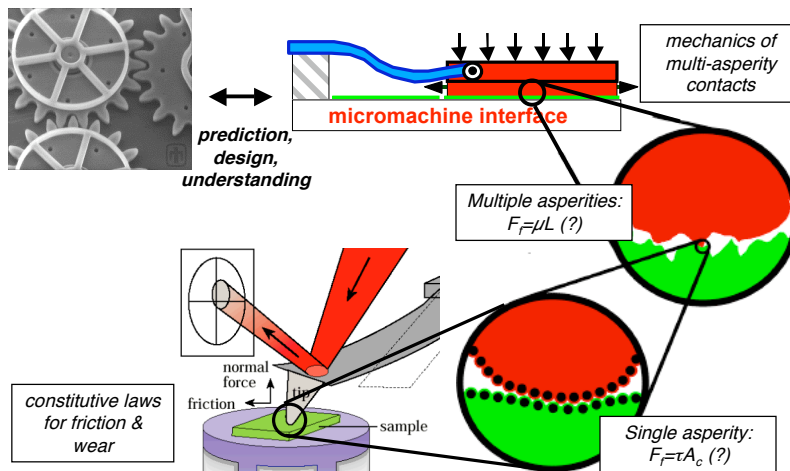 mechanics of
multi-asperity
contacts
micromachine interface
prediction,
design,
understanding
Multiple asperities:
F_f=μL (?)
normal
force
friction
tip
sample
constitutive laws
for friction &
wear
Single asperity:
F_f=τA_c (?)